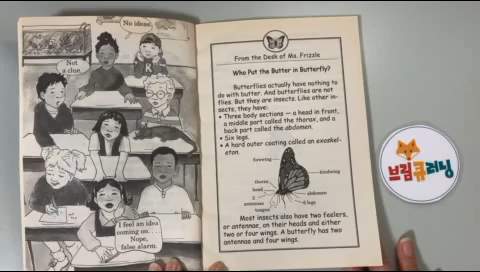 No ideas.
Not
a clue.
I feel an idea
coming on. . .
Nope,
false alarm.
From the Desk of Ms. Frizzle
Who Put the Butter in Butterfly?
Butterflies actually have nothing to
do with butter. And butterflies are not
flies. But they are insects. Like other in-
sects, they have:
• Three body sections — a head in front,
a middle part called the thorax, and a
back part called the abdomen.
• Six legs.
• A hard outer coating called an exoskel-
eton.
forewing
hindwing
thorax
head
abdomen
2
antennae
6 legs
tongue
Most insects also have two feelers,
or antennae, on their heads and either
two or four wings. A butterfly has two
antennae and four wings.
브림큐
러닝